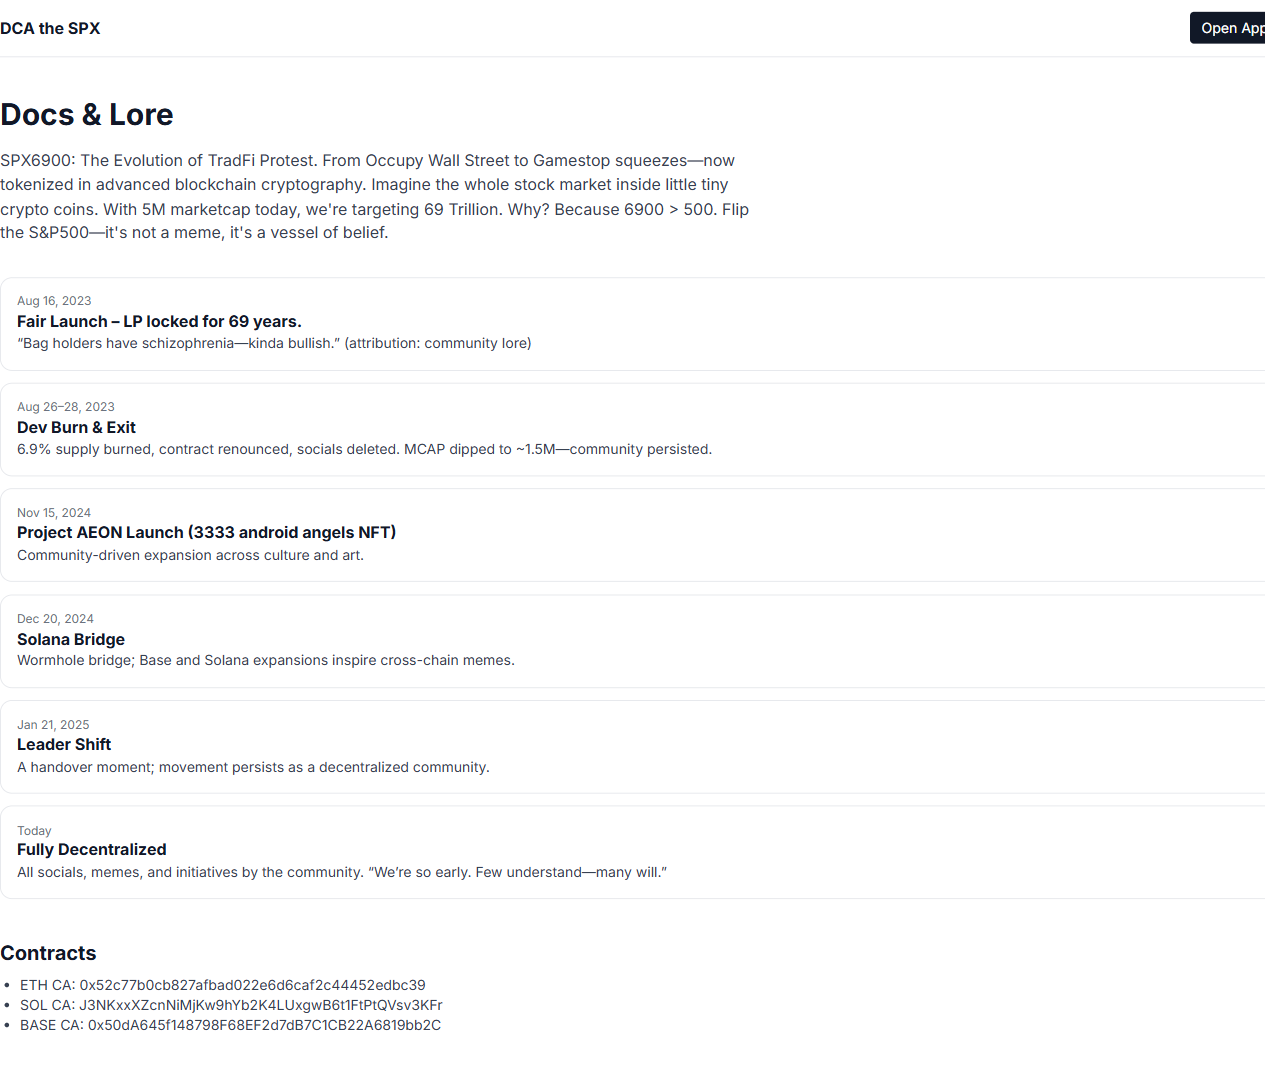 DCA the SPX
Open App
Docs & Lore
SPX6900: The Evolution of TradFi Protest. From Occupy Wall Street to Gamestop squeezes—now
tokenized in advanced blockchain cryptography. Imagine the whole stock market inside little tiny
crypto coins. With 5M marketcap today, we're targeting 69 Trillion. Why? Because 6900 > 500. Flip
the S&P500—it's not a meme, it's a vessel of belief.
Aug 16, 2023
Fair Launch – LP locked for 69 years.
“Bag holders have schizophrenia—kinda bullish.” (attribution: community lore)
Aug 26–28, 2023
Dev Burn & Exit
6.9% supply burned, contract renounced, socials deleted. MCAP dipped to ~1.5M—community persisted.
Nov 15, 2024
Project AEON Launch (3333 android angels NFT)
Community-driven expansion across culture and art.
Dec 20, 2024
Solana Bridge
Wormhole bridge; Base and Solana expansions inspire cross-chain memes.
Jan 21, 2025
Leader Shift
A handover moment; movement persists as a decentralized community.
Today
Fully Decentralized
All socials, memes, and initiatives by the community. “We’re so early. Few understand—many will.”
Contracts
• ETH CA: 0x52c77b0cb827afbad022e6d6caf2c44452edbc39
• SOL CA: J3NKxxXZcnNiMjKw9hYb2K4LUxgwB6t1FtPtQVsv3KFr
• BASE CA: 0x50dA645f148798F68EF2d7dB7C1CB22A6819bb2C